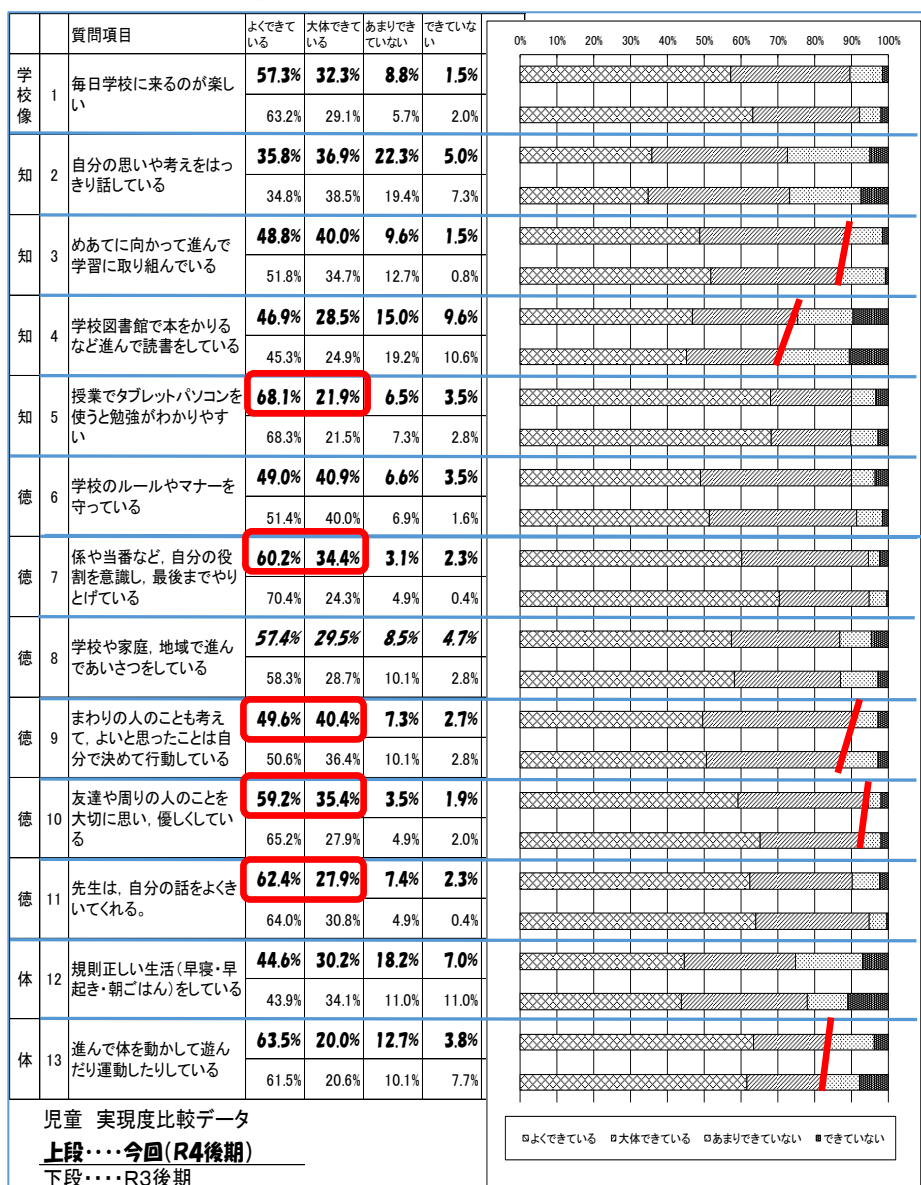 質問項目
よくできて
いる
大体できて
いる
あまりでき
ていない
できていな
い
0% 10% 20% 30% 40% 50% 60% 70% 80% 90% 100%
学校像
1
毎日学校に来るのが楽し
い
57.3% 32.3% 8.8% 1.5%
63.2% 29.1% 5.7% 2.0%
知
2
自分の思いや考えをはっ
きり話している
35.8% 36.9% 22.3% 5.0%
34.8% 38.5% 19.4% 7.3%
知
3
めあてに向かって進んで
学習に取り組んでいる
48.8% 40.0% 9.6% 1.5%
51.8% 34.7% 12.7% 0.8%
知
4
学校図書館で本をかりる
など進んで読書をしている
46.9% 28.5% 15.0% 9.6%
45.3% 24.9% 19.2% 10.6%
知
5
授業でタブレットパソコンを
使うと勉強がわかりやす
い
68.1% 21.9% 6.5% 3.5%
68.3% 21.5% 7.3% 2.8%
徳
6
学校のルールやマナーを
守っている
49.0% 40.9% 6.6% 3.5%
51.4% 40.0% 6.9% 1.6%
徳
7
係や当番など，自分の役
割を意識し，最後までやり
とげている
60.2% 34.4% 3.1% 2.3%
70.4% 24.3% 4.9% 0.4%
徳
8
学校や家庭，地域で進ん
であいさつをしている
57.4% 29.5% 8.5% 4.7%
58.3% 28.7% 10.1% 2.8%
徳
9
まわりの人のことも考え
て，よいと思ったことは自
分で決めて行動している
49.6% 40.4% 7.3% 2.7%
50.6% 36.4% 10.1% 2.8%
徳
10
友達や周りの人のことを
大切に思い，優しくしてい
る
59.2% 35.4% 3.5% 1.9%
65.2% 27.9% 4.9% 2.0%
徳
11
先生は，自分の話をよくき
いてくれる。
62.4% 27.9% 7.4% 2.3%
64.0% 30.8% 4.9% 0.4%
体
12
規則正しい生活（早寝・早
起き・朝ごはん）をしている
44.6% 30.2% 18.2% 7.0%
43.9% 34.1% 11.0% 11.0%
体
13
進んで体を動かして遊ん
だり運動したりしている
63.5% 20.0% 12.7% 3.8%
61.5% 20.6% 10.1% 7.7%
よくできている 大体できている あまりできていない できていない
児童 実現度比較データ
上段････今回(R4後期)
下段････R3後期